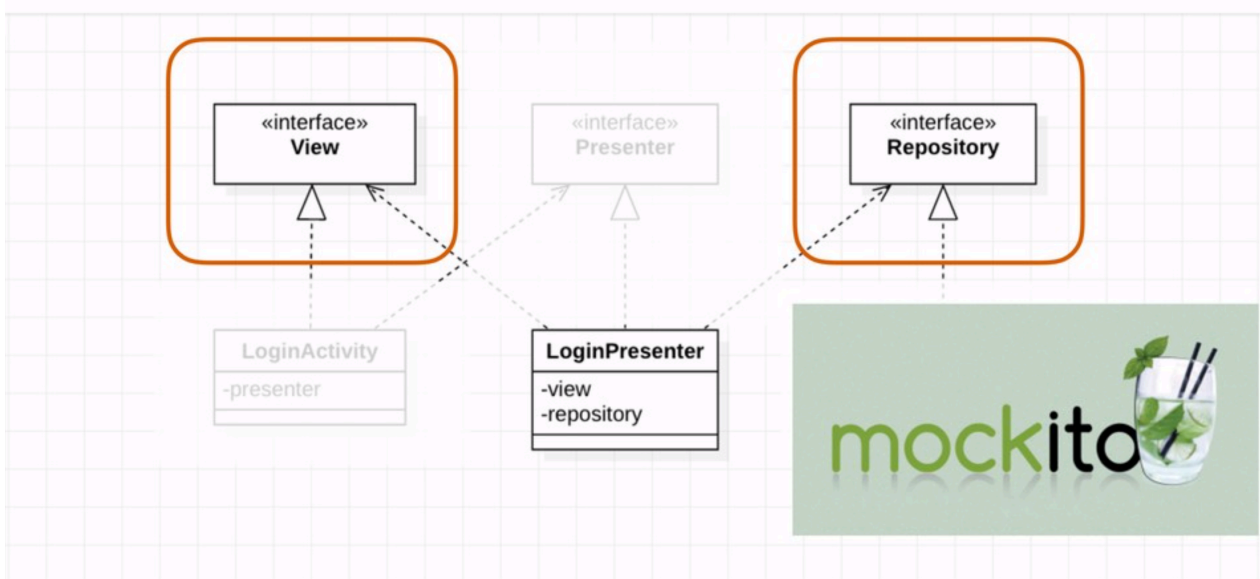 «interface»
View
«interface»
Presenter
«interface»
Repository
LoginActivity
-presenter
LoginPresenter
-view
-repository
mockito